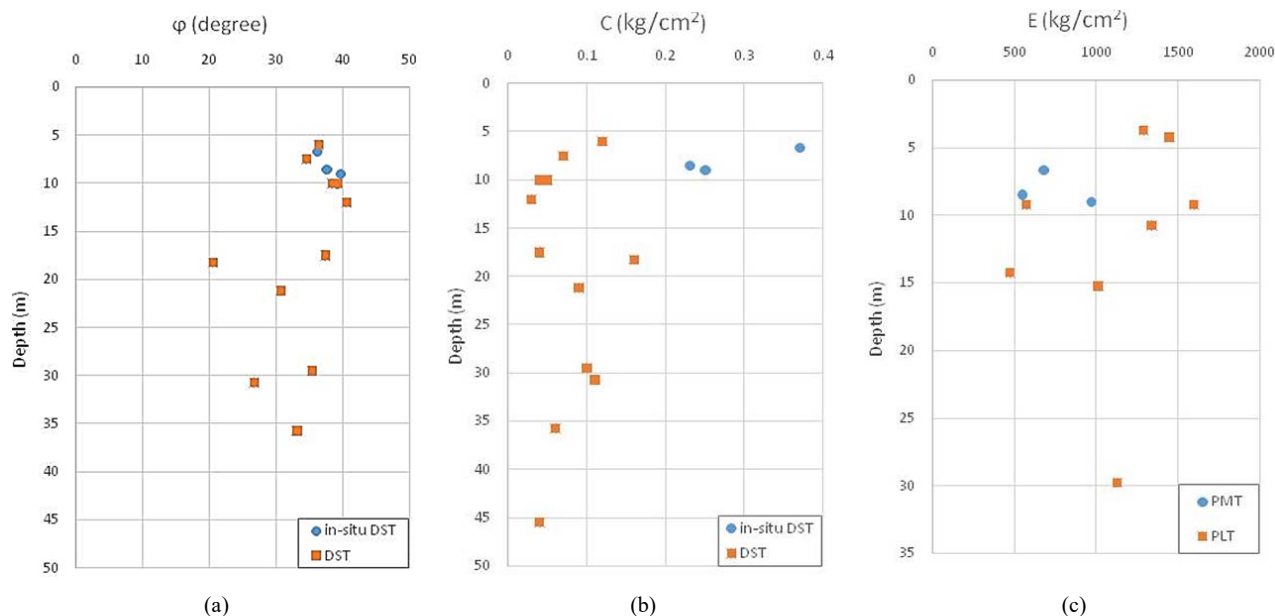 φ (degree)
0 10 20 30 40 50
0
5
10
15
20
25
30
35
40
45
50
Depth (m)
in-situ DST
DST
(a)
C (kg/cm²)
0 0.1 0.2 0.3 0.4
0
5
10
15
20
25
30
35
40
45
50
Depth (m)
in-situ DST
DST
(b)
E (kg/cm²)
0 500 1000 1500 2000
0
5
10
15
20
25
30
35
Depth (m)
PMT
PLT
(c)